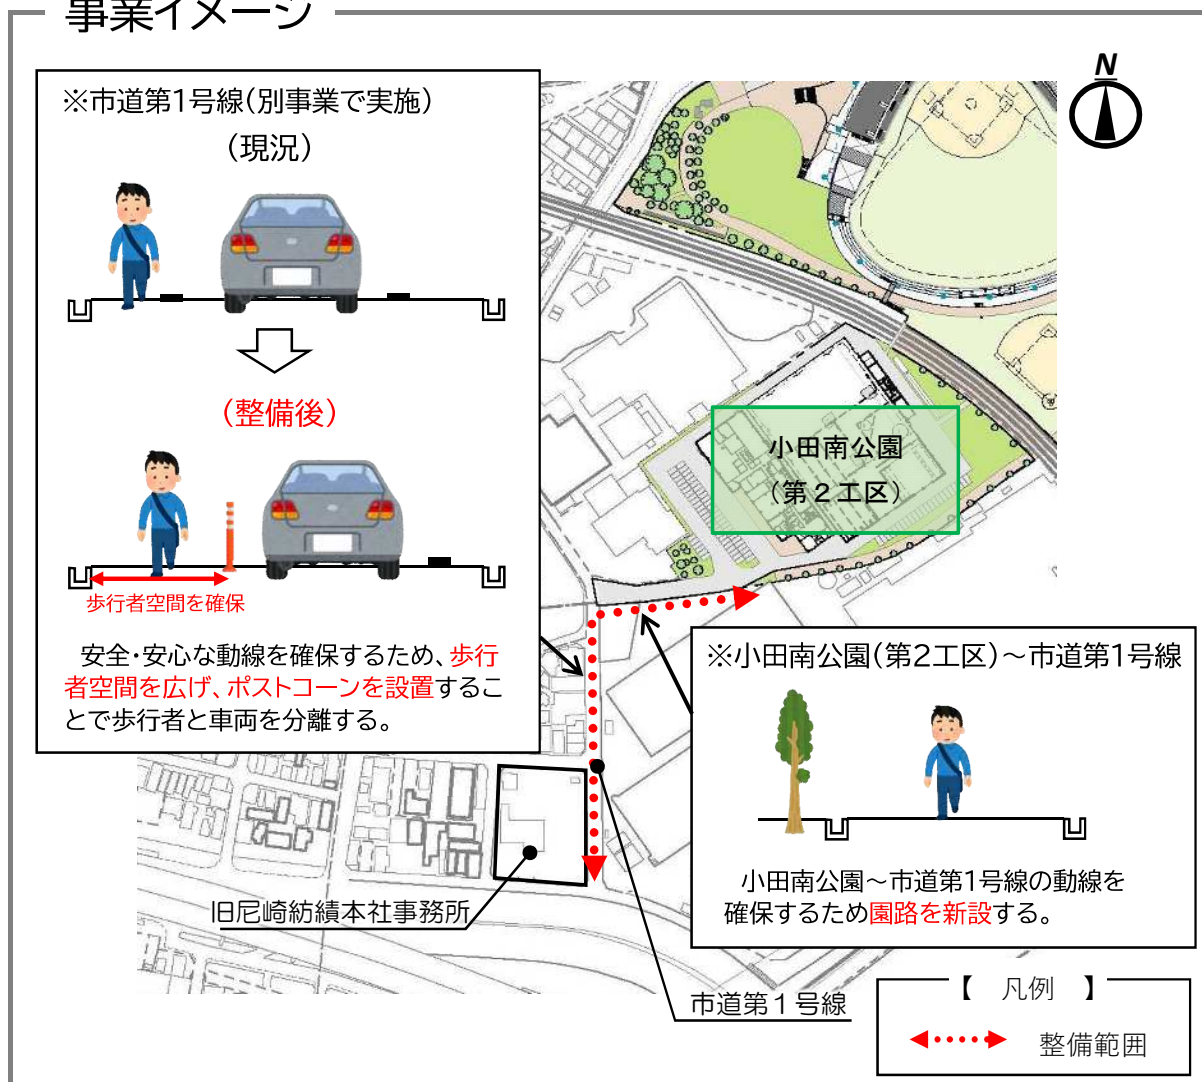 事業イメージ
N
※市道第1号線(別事業で実施)
(現況)
(整備後)
歩行者空間を確保
安全・安心な動線を確保するため、歩行
者空間を広げ、ポストコーンを設置するこ
とで歩行者と車両を分離する。
小田南公園
(第2工区)
※小田南公園(第2工区)～市道第1号線
小田南公園～市道第1号線の動線を
確保するため園路を新設する。
旧尼崎紡績本社事務所
市道第1号線
【 凡例 】
整備範囲